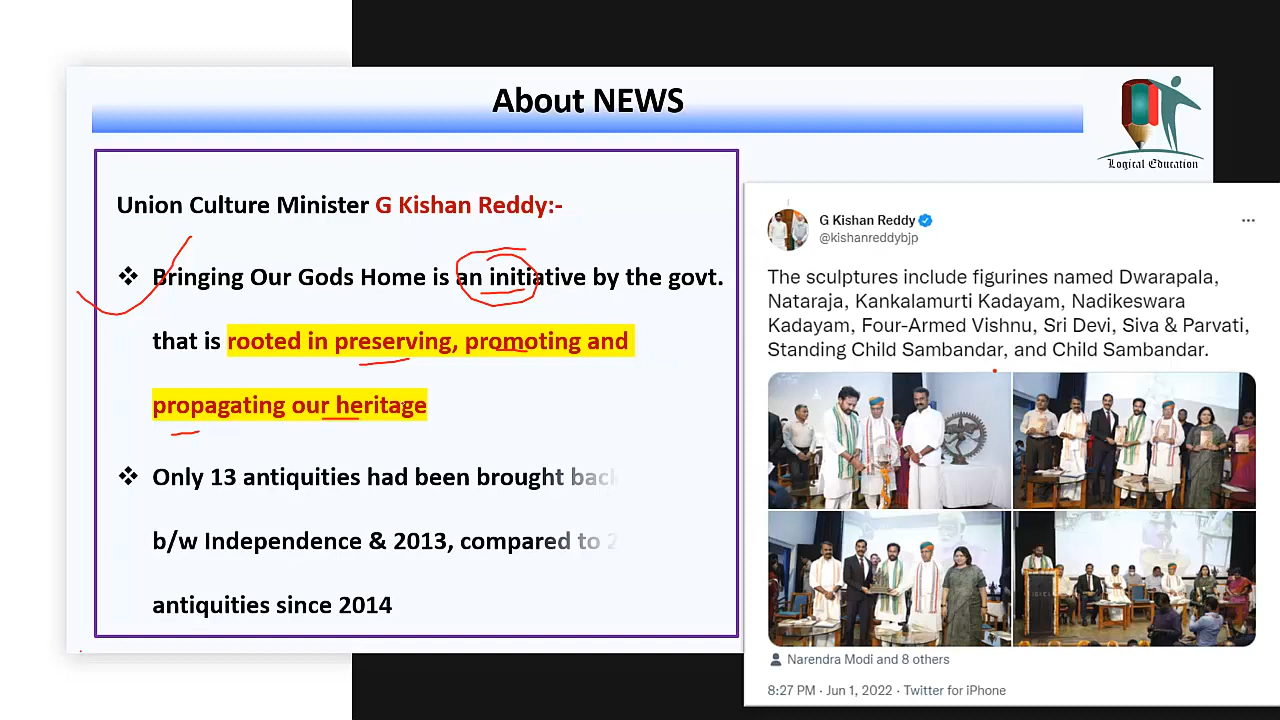 About NEWS
Logical Education
Union Culture Minister G Kishan Reddy:-
❖ Bringing Our Gods Home is an initiative by the govt.
that is rooted in preserving, promoting and
propagating our heritage
❖ Only 13 antiquities had been brought back
b/w Independence & 2013, compared to
antiquities since 2014
G Kishan Reddy
@kishanreddybjp
The sculptures include figurines named Dwarapala,
Nataraja, Kankalamurti Kadayam, Nadikeswara
Kadayam, Four-Armed Vishnu, Sri Devi, Siva & Parvati,
Standing Child Sambandar, and Child Sambandar.
Narendra Modi and 8 others
8:27 PM · Jun 1, 2022 · Twitter for iPhone